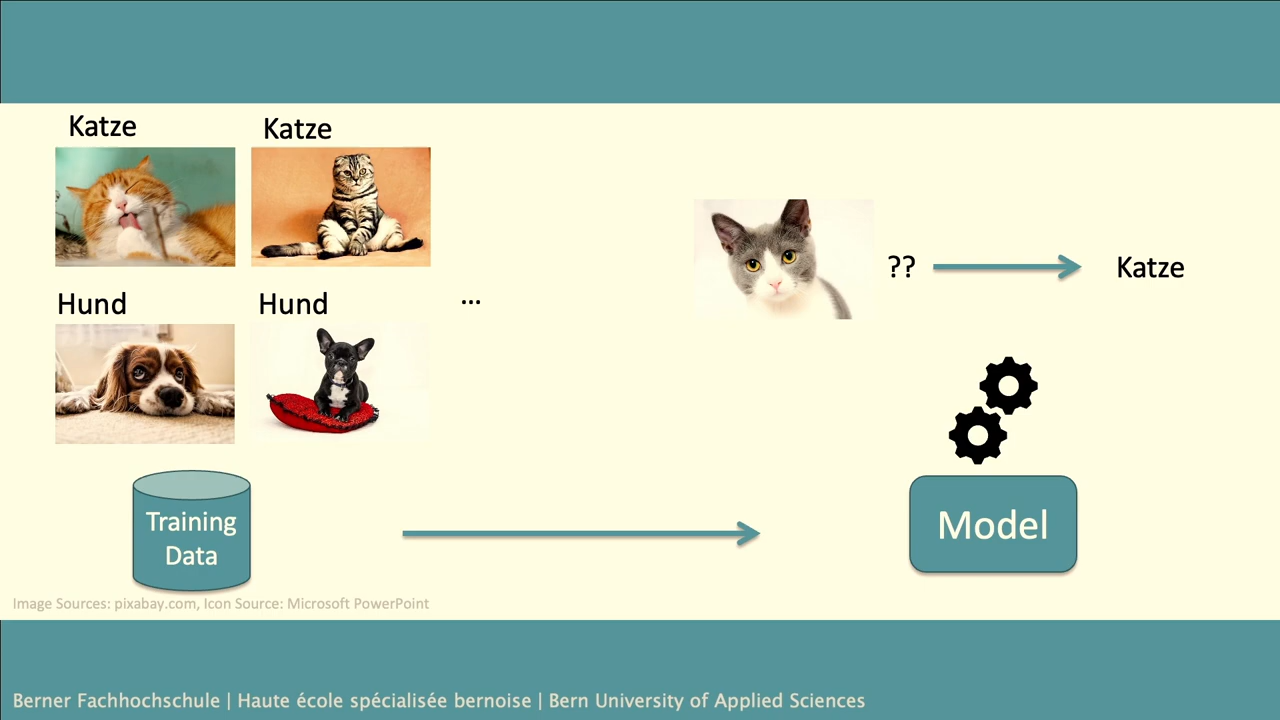 Katze
Katze
Hund
Hund
...
??
Katze
Training
Data
Model
Image Sources: pixabay.com, Icon Source: Microsoft PowerPoint
Berner Fachhochschule | Haute école spécialisée bernoise | Bern University of Applied Sciences